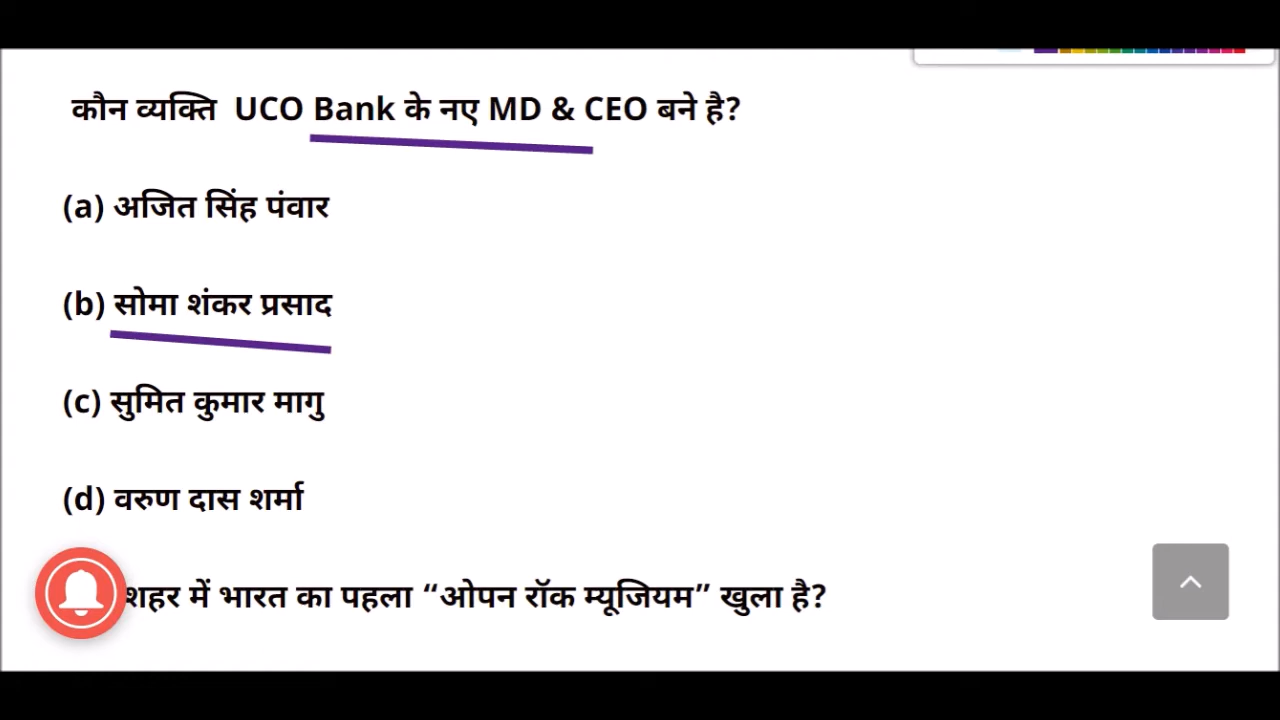 कौन व्यक्ति UCO Bank के नए MD & CEO बने है?
(a) अजित सिंह पंवार
(b) सोमा शंकर प्रसाद
(c) सुमित कुमार मागु
(d) वरुण दास शर्मा
शहर में भारत का पहला “ओपन रॉक म्यूजियम” खुला है?